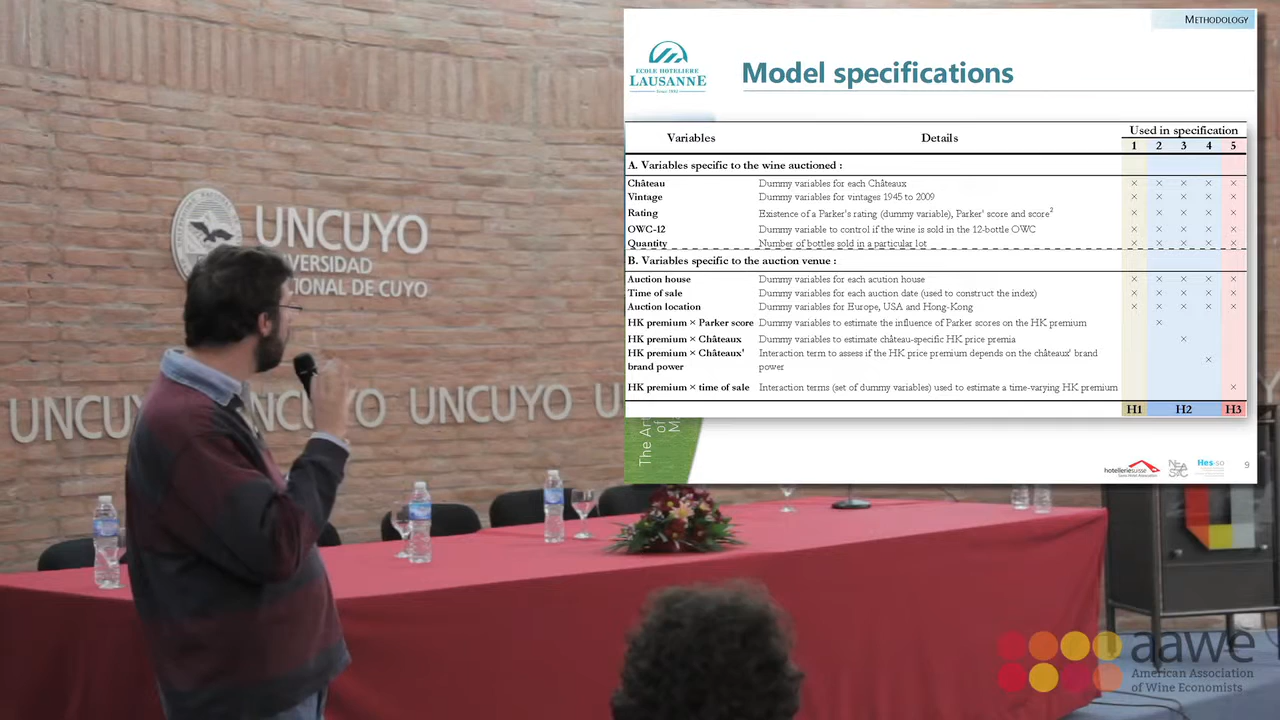 METHODOLOGY
ECOLE HOTELIERE
LAUSANNE
Model specifications
Variables Details Used in specification
1 2 3 4 5
A. Variables specific to the wine auctioned :
Château Dummy variables for each Châteaux × × × × ×
Vintage Dummy variables for vintages 1945 to 2009 × × × × ×
Rating Existence of a Parker's rating (dummy variable), Parker' score and score² × × × × ×
OWC-12 Dummy variable to control if the wine is sold in the 12-bottle OWC × × × × ×
Quantity Number of bottles sold in a particular lot × × × × ×
B. Variables specific to the auction venue :
Auction house Dummy variables for each acution house × × × × ×
Time of sale Dummy variables for each auction date (used to construct the index) × × × × ×
Auction location Dummy variables for Europe, USA and Hong-Kong × × × × ×
HK premium × Parker score Dummy variables to estimate the influence of Parker scores on the HK premium ×
HK premium × Châteaux Dummy variables to estimate château-specific HK price premia ×
HK premium × Châteaux' Interaction term to assess if the HK price premium depends on the châteaux' brand ×
brand power power
HK premium × time of sale Interaction terms (set of dummy variables) used to estimate a time-varying HK premium ×
H1 H2 H3
The Art
of
hotelleriesuisse
Hes·so
9
UNCUYO
UNIVERSIDAD
NACIONAL DE CUYO
UNCUYO UNCUYO UNCUYO U
aawe
American Association
of Wine Economists